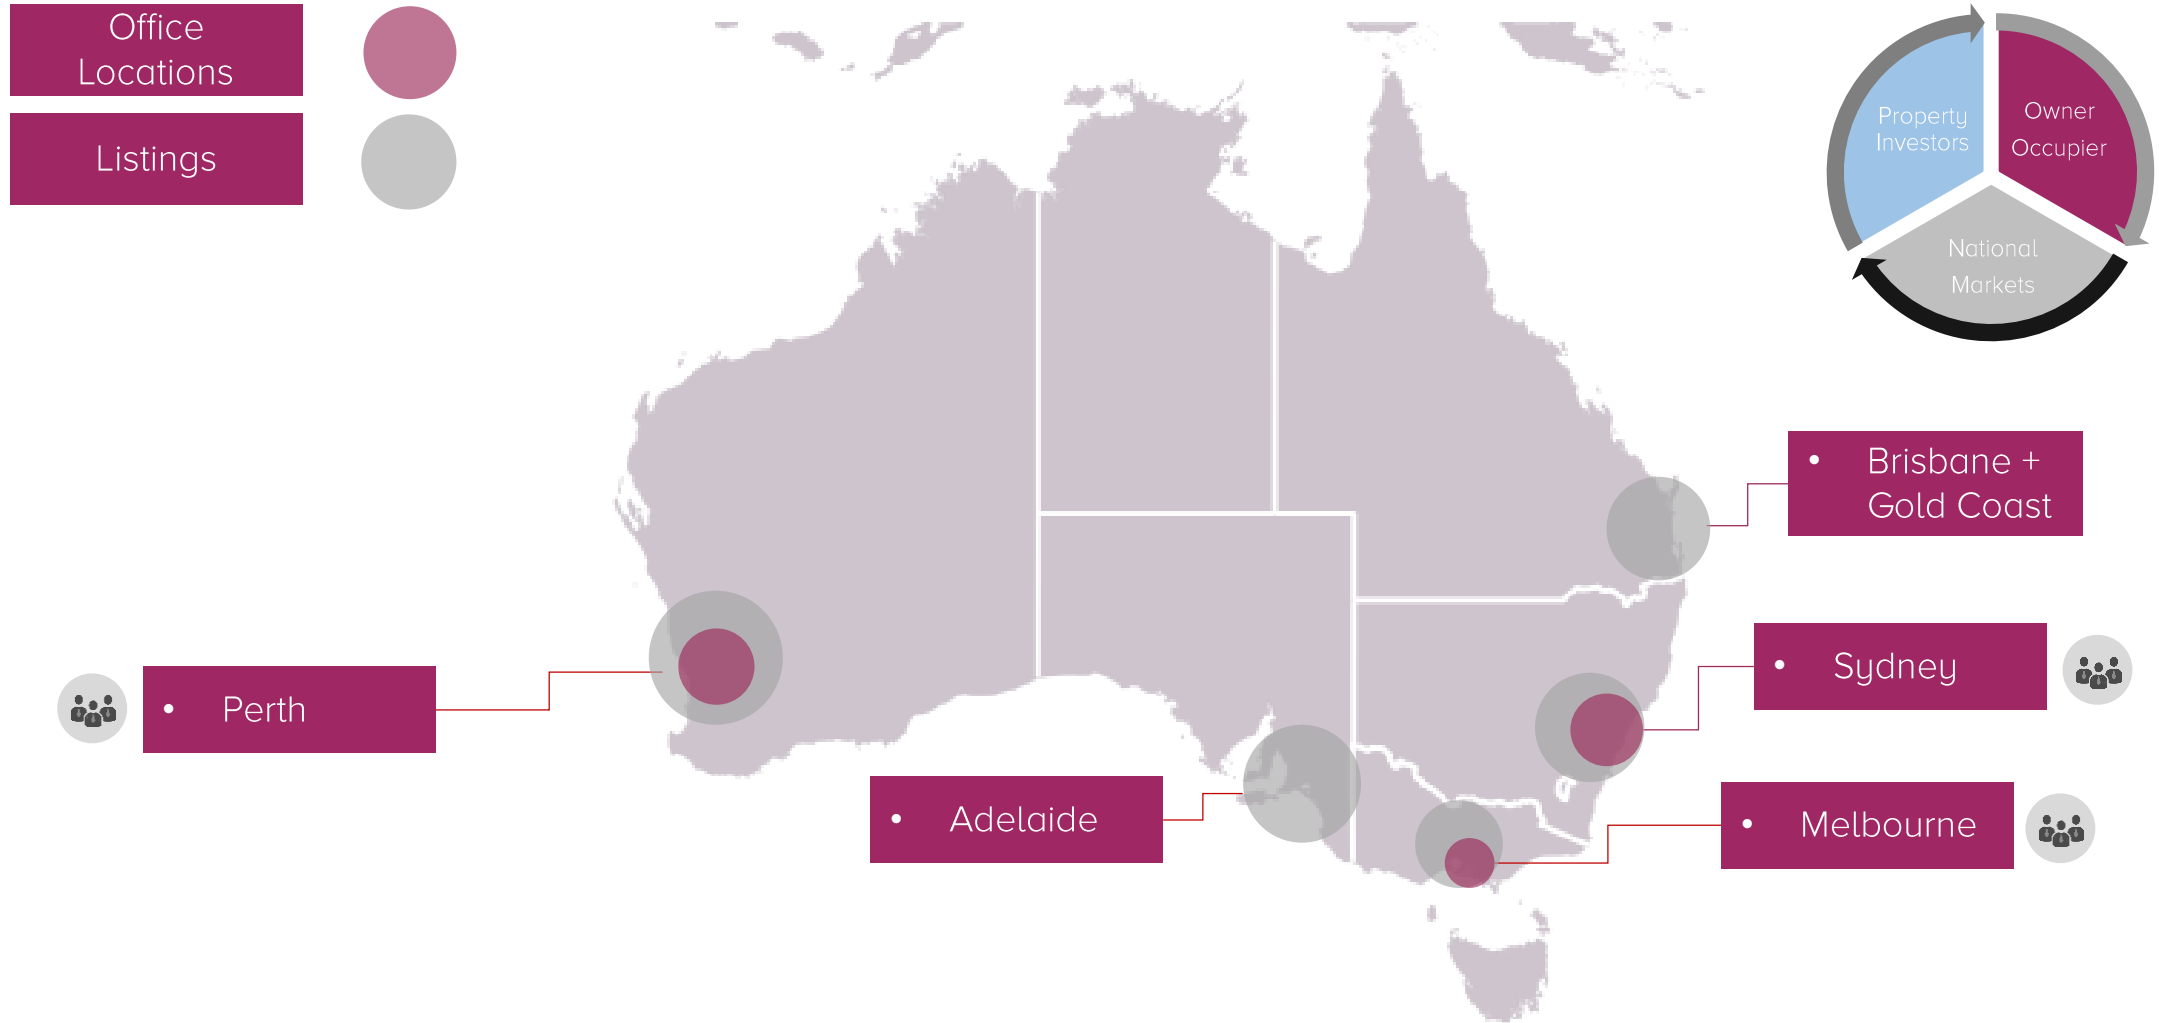 Office
Locations
Listings
Property
Investors
Owner
Occupier
National
Markets
• Brisbane +
Gold Coast
• Sydney
• Perth
• Adelaide
• Melbourne